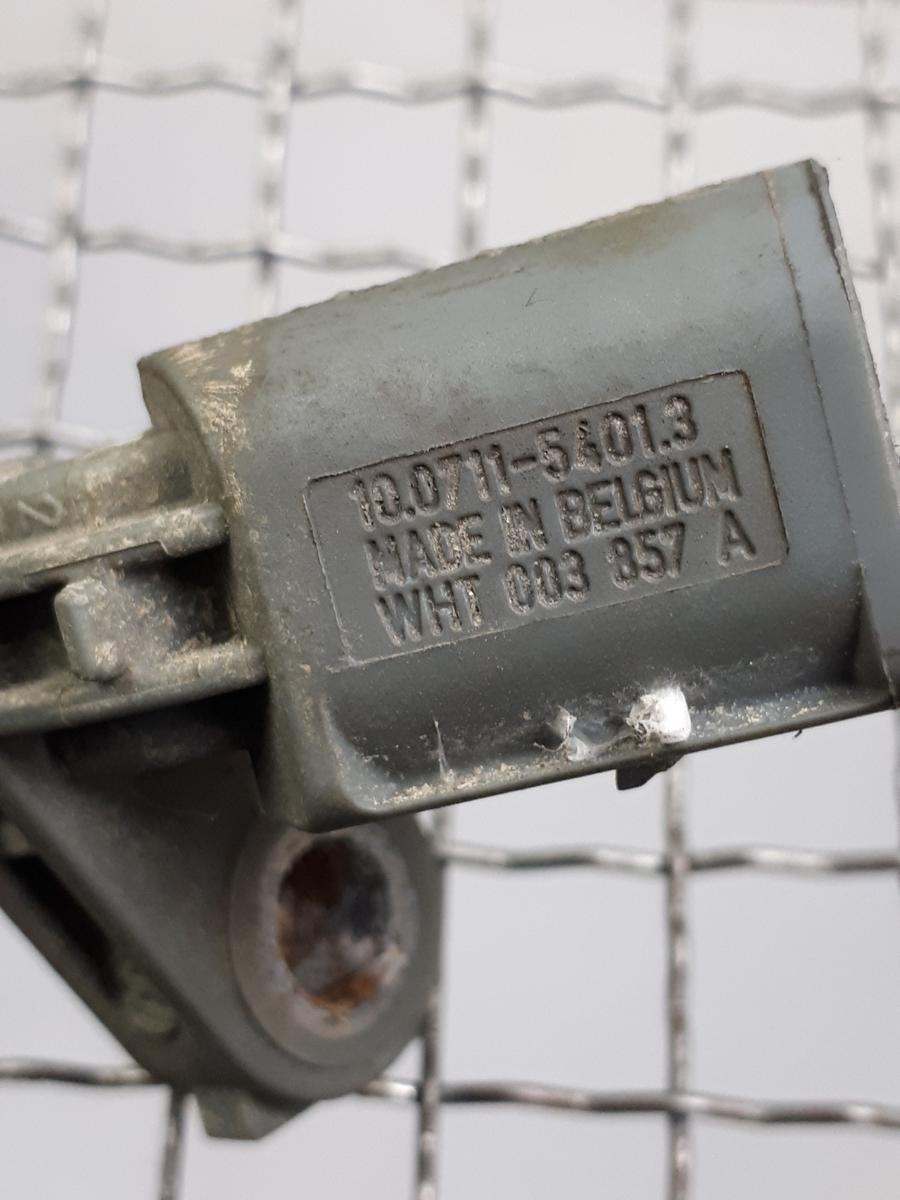 10.0711-5401.3
MADE IN BELGIUM
WHT 003 857 A